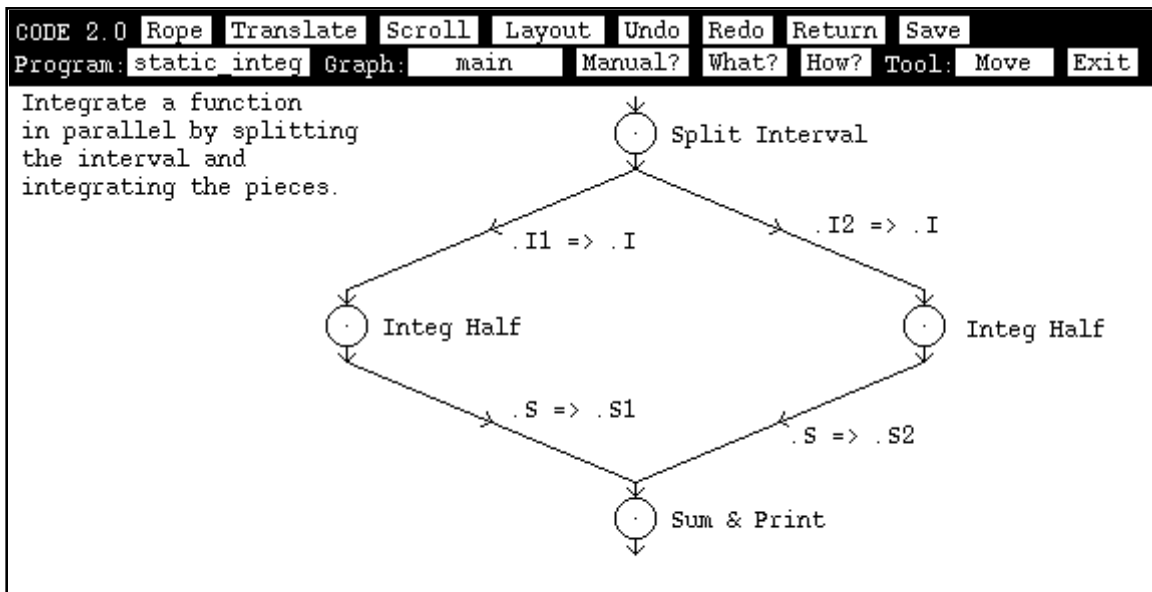 CODE 2.0 Rope Translate Scroll Layout Undo Redo Return Save
Program: static_integ Graph: main Manual? What? How? Tool: Move Exit
Integrate a function
in parallel by splitting
the interval and
integrating the pieces.
Split Interval
.I1 => .I
.I2 => .I
Integ Half
Integ Half
.S => .S1
.S => .S2
Sum & Print